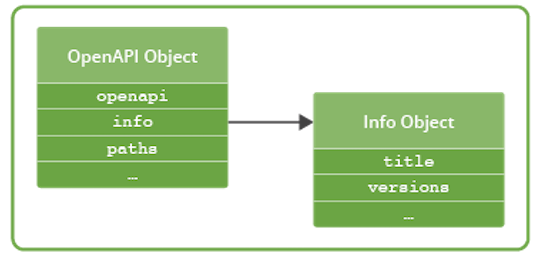 OpenAPI Object
openapi
info
paths
…
Info Object
title
versions
…